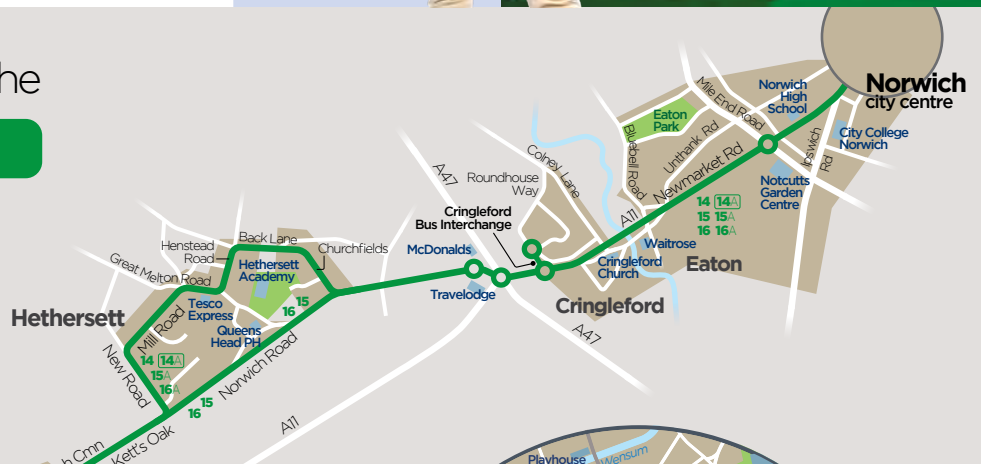 he
Norwich
city centre
Mile End Road
Norwich
High
School
Eaton
Park
City College
Norwich
Ipswich
Rd
Bluebell Road
Unthank Rd
Newmarket Rd
Notcutts
Garden
Centre
14 14A
15 15A
16 16A
A47
Colney Lane
Roundhouse
Way
Cringleford
Bus Interchange
A11
Waitrose
Eaton
Cringleford
Church
Cringleford
McDonalds
Travelodge
A47
Henstead
Road
Back Lane
Churchfields
Great Melton Road
Hethersett
Academy
Tesco
Express
15
16
Hethersett
Queens
Head PH
Mill Road
New Road
14 14A
15A
16A
Norwich Road
15
16
A11
h Cmn
Kett's Oak
Playhouse
Wensum